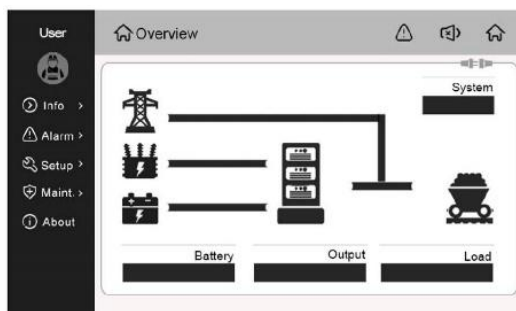 User
Overview
Info >
Alarm >
Setup >
Maint. >
About
System
Battery
Output
Load